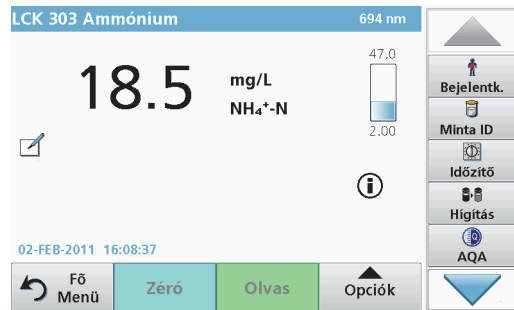 LCK 303 Ammónium 694 nm
47.0
18.5 mg/L
NH₄⁺-N
2.00
i
02-FEB-2011 16:08:37
Fő
Menü
Zéró
Olvas
Opciók
Bejelentk.
Minta ID
Időzítő
Hígítás
AQA